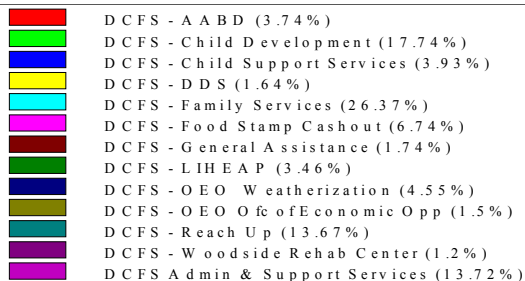 DCFS - AABD (3.74%)
DCFS - Child Development (17.74%)
DCFS - Child Support Services (3.93%)
DCFS - DDS (1.64%)
DCFS - Family Services (26.37%)
DCFS - Food Stamp Cashout (6.74%)
DCFS - General Assistance (1.74%)
DCFS - LIHEAP (3.46%)
DCFS - OEO Weatherization (4.55%)
DCFS - OEO Ofc of Economic Opp (1.5%)
DCFS - Reach Up (13.67%)
DCFS - Woodside Rehab Center (1.2%)
DCFS Admin & Support Services (13.72%)